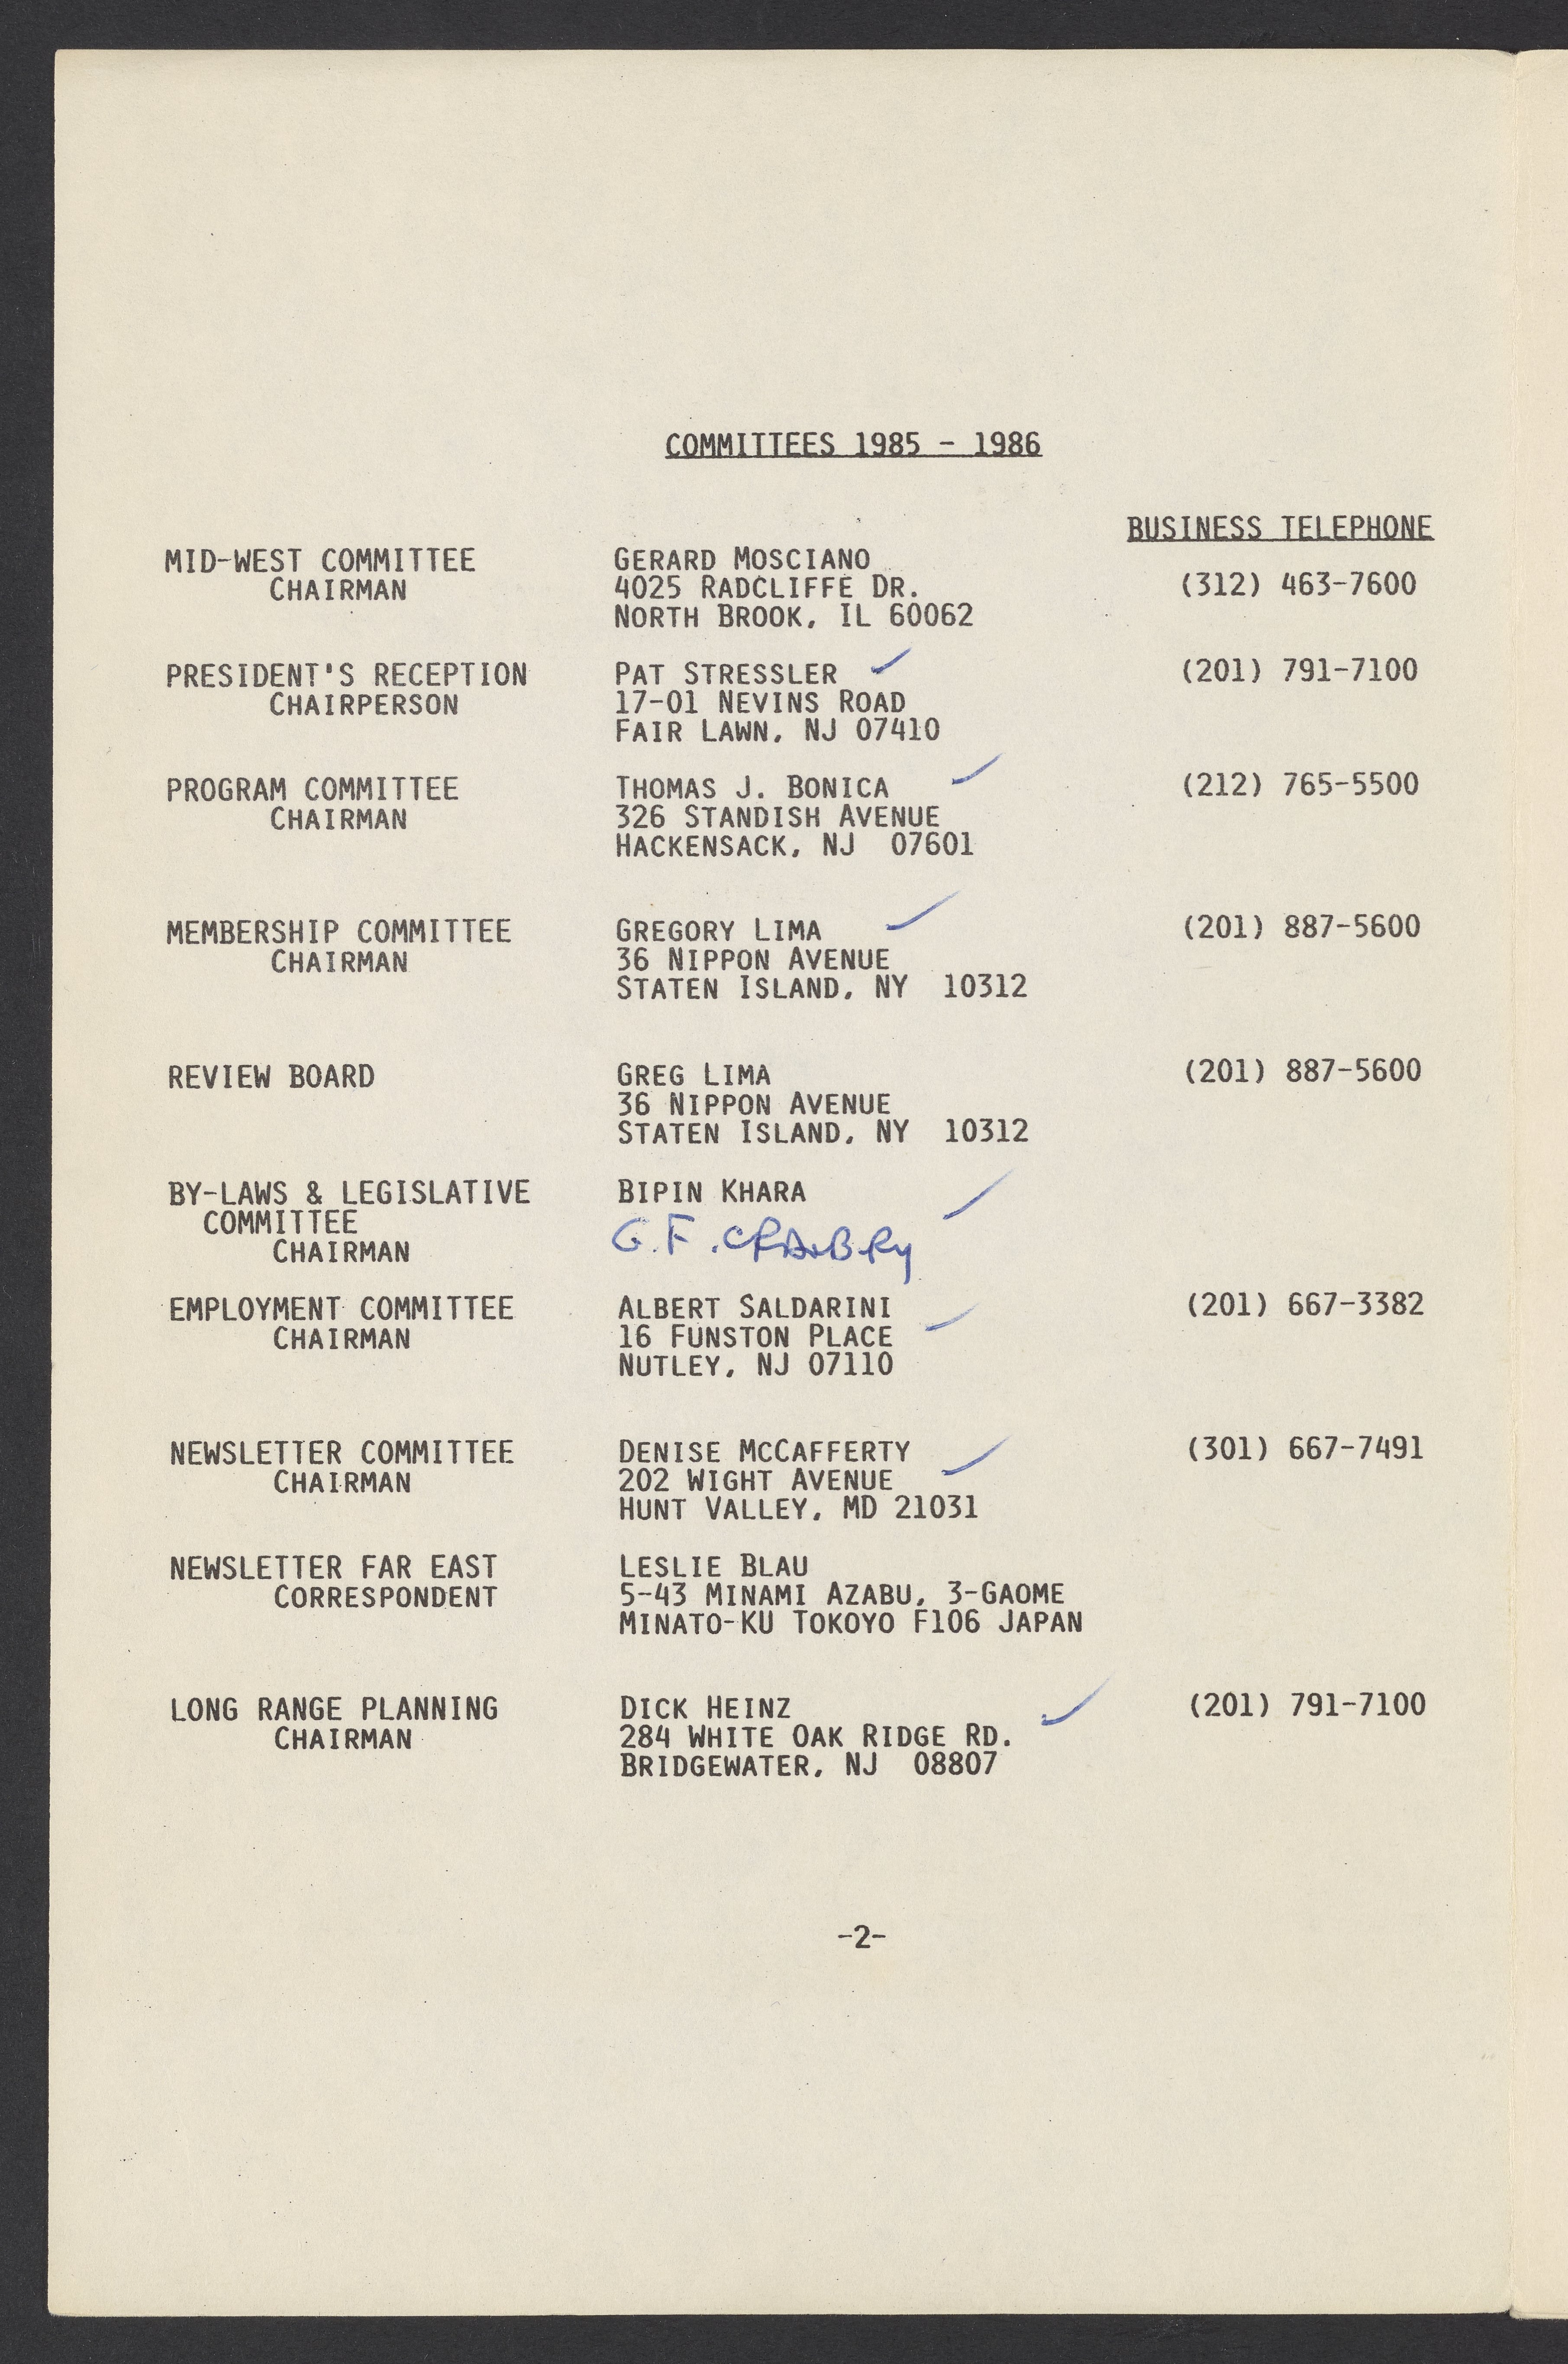 COMMITTEES 1985 - 1986
BUSINESS TELEPHONE
MID-WEST COMMITTEE
CHAIRMAN
GERARD MOSCIANO
4025 RADCLIFFE DR.
NORTH BROOK, IL 60062
(312) 463-7600
PRESIDENT'S RECEPTION
CHAIRPERSON
PAT STRESSLER
17-01 NEVINS ROAD
FAIR LAWN, NJ 07410
(201) 791-7100
PROGRAM COMMITTEE
CHAIRMAN
THOMAS J. BONICA
326 STANDISH AVENUE
HACKENSACK, NJ 07601
(212) 765-5500
MEMBERSHIP COMMITTEE
CHAIRMAN
GREGORY LIMA
36 NIPPON AVENUE
STATEN ISLAND, NY 10312
(201) 887-5600
REVIEW BOARD
GREG LIMA
36 NIPPON AVENUE
STATEN ISLAND, NY 10312
(201) 887-5600
BY-LAWS & LEGISLATIVE
COMMITTEE
CHAIRMAN
BIPIN KHARA
G.F.
EMPLOYMENT COMMITTEE
CHAIRMAN
ALBERT SALDARINI
16 FUNSTON PLACE
NUTLEY, NJ 07110
(201) 667-3382
NEWSLETTER COMMITTEE
CHAIRMAN
DENISE MCCAFFERTY
202 WIGHT AVENUE
HUNT VALLEY, MD 21031
(301) 667-7491
NEWSLETTER FAR EAST
CORRESPONDENT
LESLIE BLAU
5-43 MINAMI AZABU, 3-GAOME
MINATO-KU TOKOYO F106 JAPAN
LONG RANGE PLANNING
CHAIRMAN
DICK HEINZ
284 WHITE OAK RIDGE RD.
BRIDGEWATER, NJ 08807
(201) 791-7100
-2-